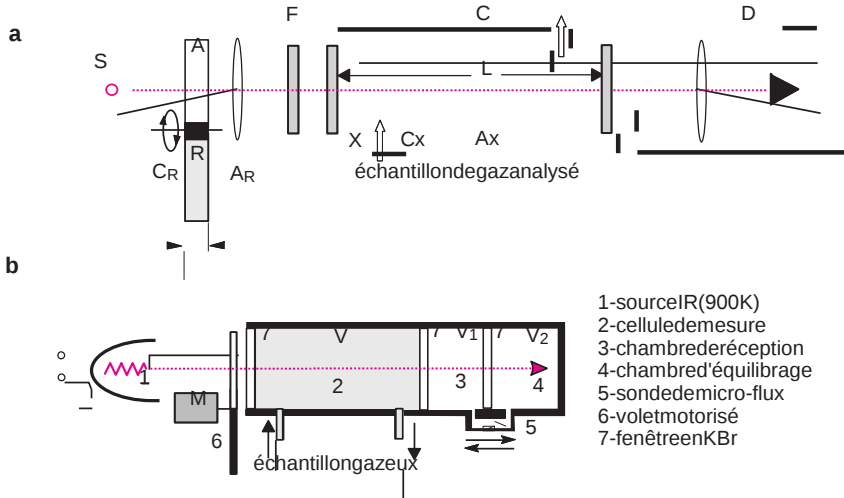 a
F
C
D
S
A
L
X
Cx
Ax
R
CR
AR
échantillondegazanalysé
b
7
V
7
V1
7
V2
1
2
3
4
M
5
6
échantillongazeux
1-sourceIR(900K)
2-celluledemesure
3-chambrederéception
4-chambred'équilibrage
5-sondedemicro-flux
6-voletmotorisé
7-fenêtreenKBr